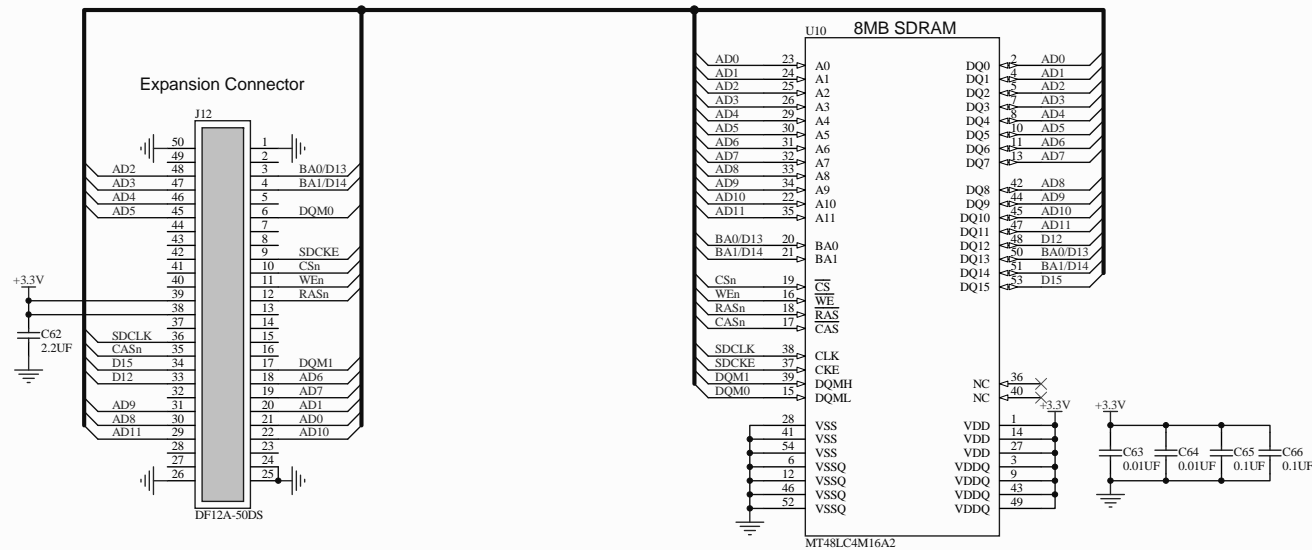 Expansion Connector
J12
50 1
49 2
AD2 48 3 BA0/D13
AD3 47 4 BA1/D14
AD4 46 5
AD5 45 6 DQM0
44 7
43 8
42 9 SDCKE
41 10 CSn
40 11 WEn
+3.3V
39 12 RASn
38 13
37 14
SDCLK 36 15
CASn 35 16
D15 34 17 DQM1
D12 33 18 AD6
32 19 AD7
AD9 31 20 AD1
AD8 30 21 AD0
AD11 29 22 AD10
28 23
27 24
26 25
C62
2.2UF
DF12A-50DS
U10 8MB SDRAM
AD0 23 A0 DQ0 2 AD0
AD1 24 A1 DQ1 4 AD1
AD2 25 A2 DQ2 5 AD2
AD3 26 A3 DQ3 7 AD3
AD4 29 A4 DQ4 8 AD4
AD5 30 A5 DQ5 10 AD5
AD6 31 A6 DQ6 11 AD6
AD7 32 A7 DQ7 13 AD7
AD8 33 A8
AD9 34 A9 DQ8 42 AD8
AD10 22 A10 DQ9 44 AD9
AD11 35 A11 DQ10 45 AD10
DQ11 47 AD11
BA0/D13 20 BA0 DQ12 48 D12
BA1/D14 21 BA1 DQ13 50 BA0/D13
DQ14 51 BA1/D14
CSn 19 CS DQ15 53 D15
WEn 16 WE
RASn 18 RAS
CASn 17 CAS
SDCLK 38 CLK
SDCKE 37 CKE
DQM1 39 DQMH NC 36
DQM0 15 DQML NC 40
+3.3V +3.3V
28 VSS VDD 1
41 VSS VDD 14
54 VSS VDD 27
6 VSSQ VDDQ 3
12 VSSQ VDDQ 9
46 VSSQ VDDQ 43
52 VSSQ VDDQ 49
C63 C64 C65 C66
0.01UF 0.01UF 0.1UF 0.1UF
MT48LC4M16A2